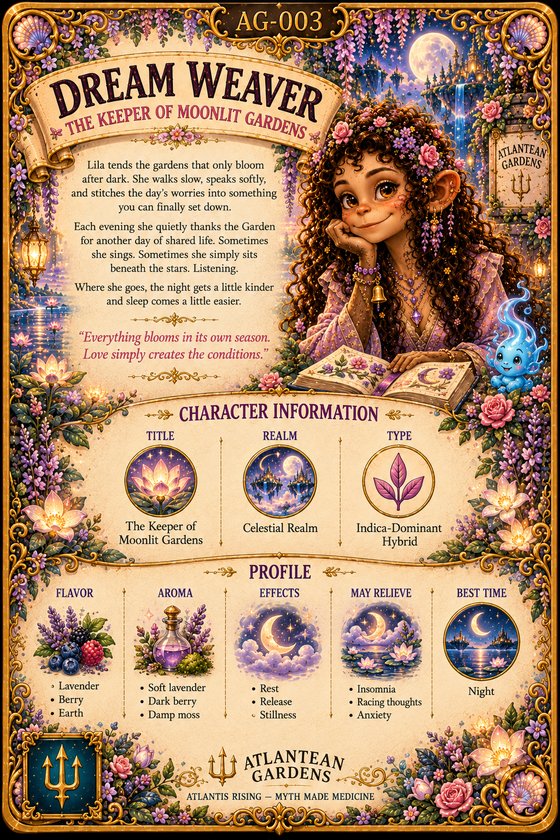 AG-003
DREAM WEAVER
THE KEEPER OF MOONLIT GARDENS
Lila tends the gardens that only bloom
after dark. She walks slow, speaks softly,
and stitches the day's worries into something
you can finally set down.
Each evening she quietly thanks the Garden
for another day of shared life. Sometimes
she sings. Sometimes she simply sits
beneath the stars. Listening.
Where she goes, the night gets a little kinder
and sleep comes a little easier.
"Everything blooms in its own season.
Love simply creates the conditions."
ATLANTEAN
GARDENS
CHARACTER INFORMATION
TITLE
The Keeper of
Moonlit Gardens
REALM
Celestial Realm
TYPE
Indica-Dominant
Hybrid
PROFILE
FLAVOR
• Lavender
• Berry
• Earth
AROMA
• Soft lavender
• Dark berry
• Damp moss
EFFECTS
• Rest
• Release
• Stillness
MAY RELIEVE
• Insomnia
• Racing thoughts
• Anxiety
BEST TIME
Night
ATLANTEAN
GARDENS
ATLANTIS RISING — MYTH MADE MEDICINE